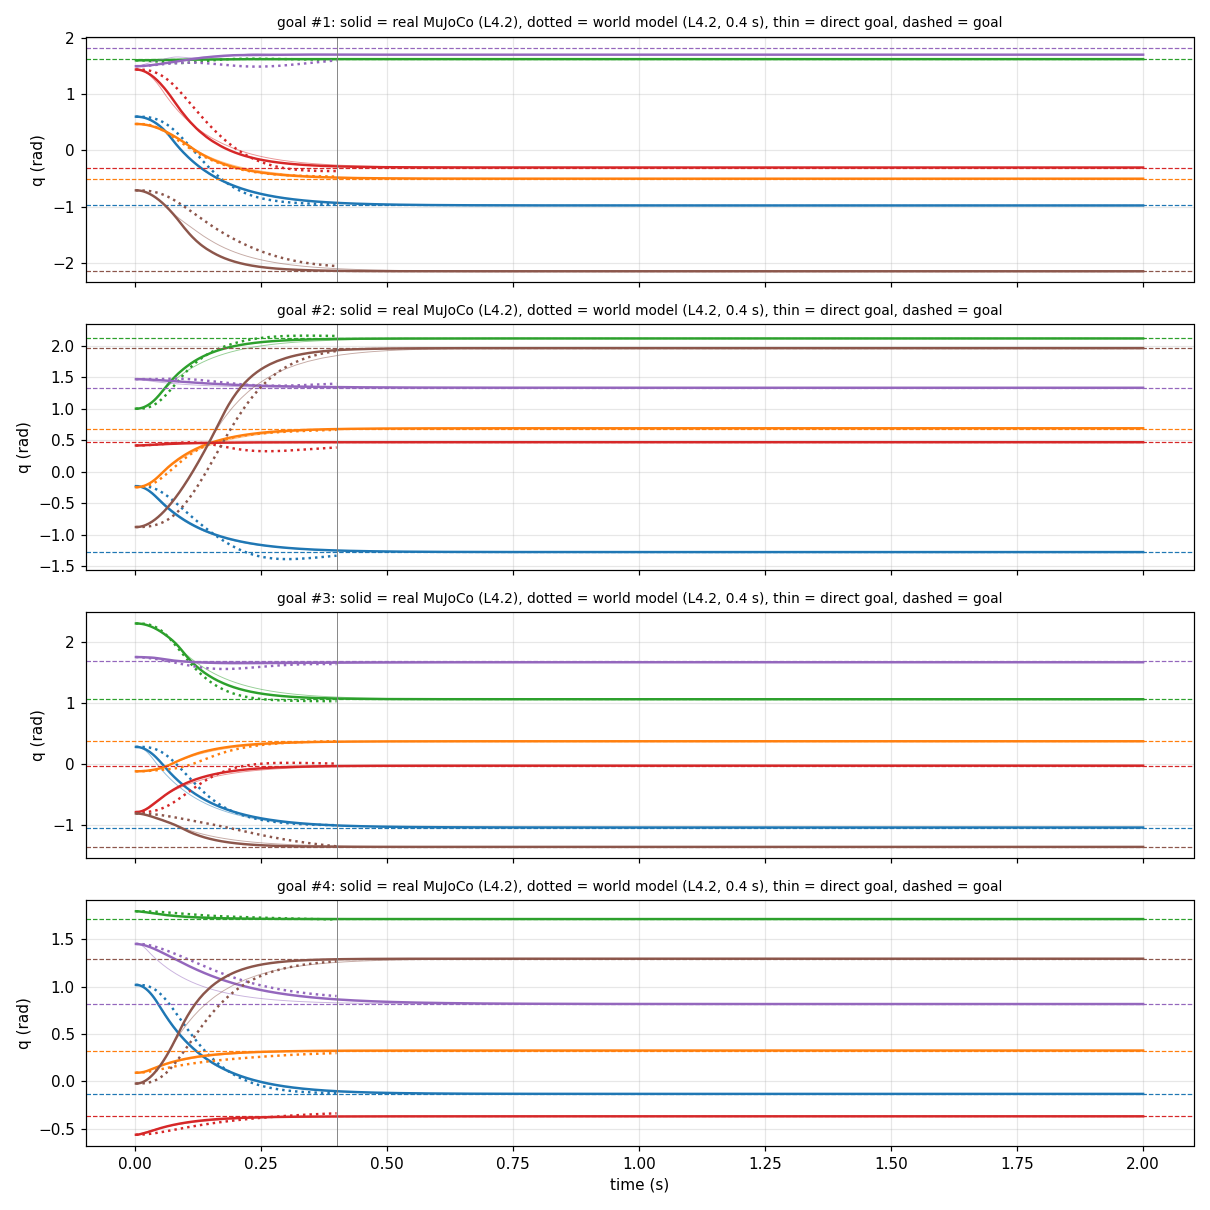 goal #1: solid = real MuJoCo (L4.2), dotted = world model (L4.2, 0.4 s), thin = direct goal, dashed = goal
2
1
0
−1
−2
q (rad)
goal #2: solid = real MuJoCo (L4.2), dotted = world model (L4.2, 0.4 s), thin = direct goal, dashed = goal
2.0
1.5
1.0
0.5
0.0
−0.5
−1.0
−1.5
q (rad)
goal #3: solid = real MuJoCo (L4.2), dotted = world model (L4.2, 0.4 s), thin = direct goal, dashed = goal
2
1
0
−1
q (rad)
goal #4: solid = real MuJoCo (L4.2), dotted = world model (L4.2, 0.4 s), thin = direct goal, dashed = goal
1.5
1.0
0.5
0.0
−0.5
q (rad)
0.00 0.25 0.50 0.75 1.00 1.25 1.50 1.75 2.00
time (s)